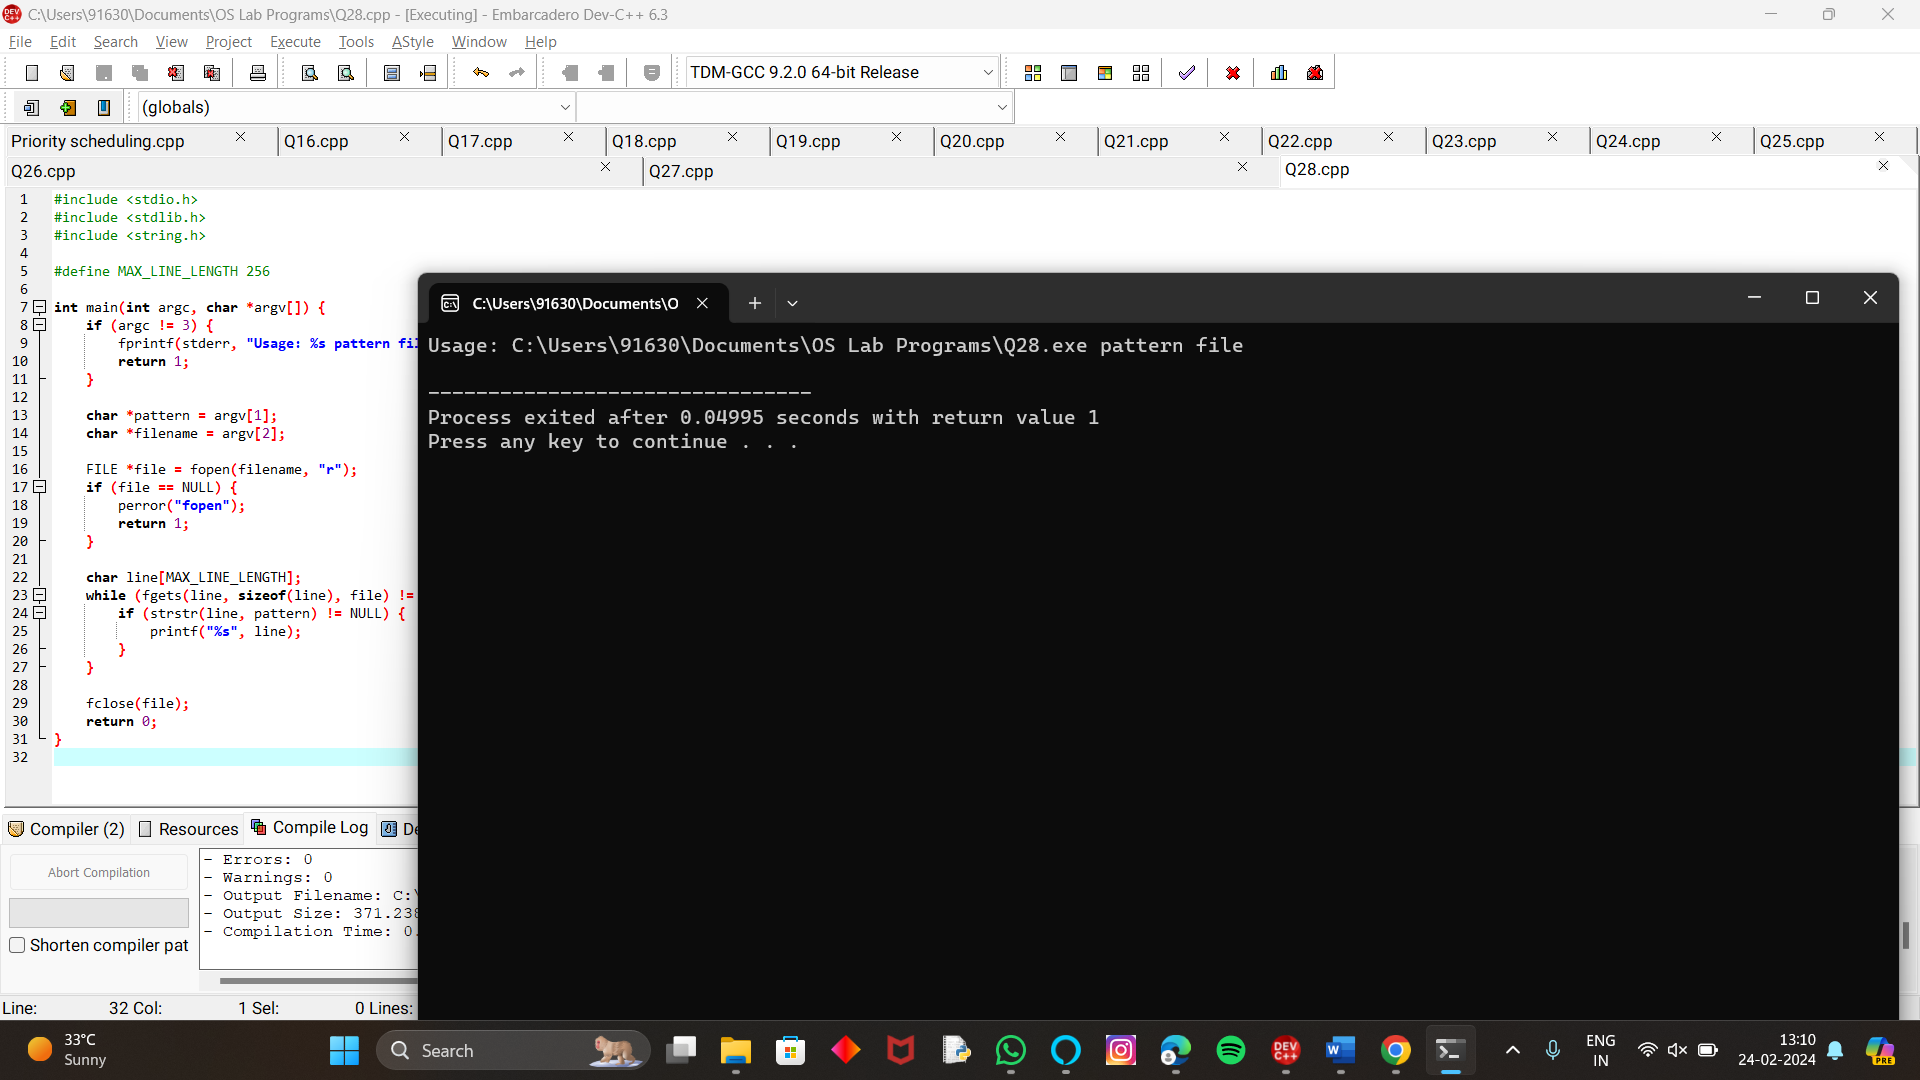 C:\Users\91630\Documents\OS Lab Programs\Q28.cpp - [Executing] - Embarcadero Dev-C++ 6.3
File Edit Search View Project Execute Tools AStyle Window Help
TDM-GCC 9.2.0 64-bit Release
(globals)
Priority scheduling.cpp Q16.cpp Q17.cpp Q18.cpp Q19.cpp Q20.cpp Q21.cpp Q22.cpp Q23.cpp Q24.cpp Q25.cpp
Q26.cpp Q27.cpp Q28.cpp
1 #include <stdio.h>
2 #include <stdlib.h>
3 #include <string.h>
4
5 #define MAX_LINE_LENGTH 256
6
7 int main(int argc, char *argv[]) {
8 if (argc != 3) {
9 fprintf(stderr, "Usage: %s pattern fil
10 return 1;
11 }
12
13 char *pattern = argv[1];
14 char *filename = argv[2];
15
16 FILE *file = fopen(filename, "r");
17 if (file == NULL) {
18 perror("fopen");
19 return 1;
20 }
21
22 char line[MAX_LINE_LENGTH];
23 while (fgets(line, sizeof(line), file) !=
24 if (strstr(line, pattern) != NULL) {
25 printf("%s", line);
26 }
27 }
28
29 fclose(file);
30 return 0;
31 }
32
C:\Users\91630\Documents\O
Usage: C:\Users\91630\Documents\OS Lab Programs\Q28.exe pattern file
--------------------------------
Process exited after 0.04995 seconds with return value 1
Press any key to continue . . .
Compiler (2) Resources Compile Log De
Abort Compilation
Shorten compiler pat
- Errors: 0
- Warnings: 0
- Output Filename: C:\
- Output Size: 371.238
- Compilation Time: 0.
Line: 32 Col: 1 Sel: 0 Lines:
33°C
Sunny
Search
DEV C++
ENG
IN
13:10
24-02-2024
PRE